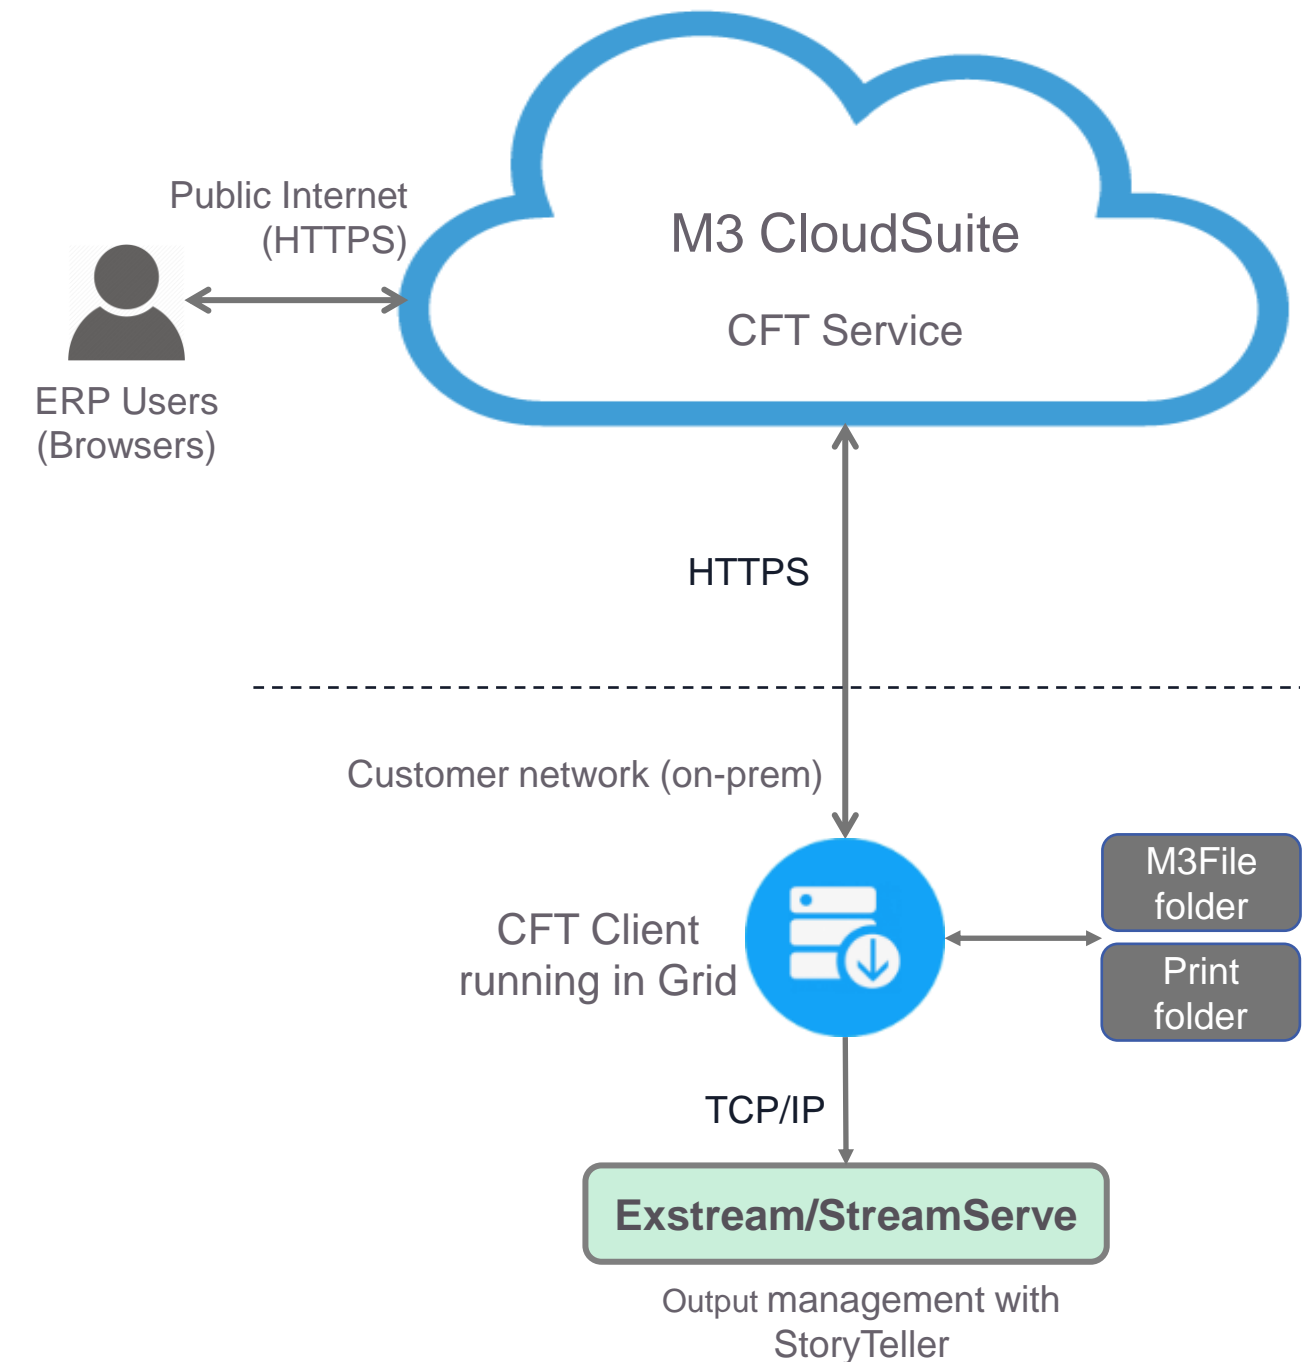 Public Internet
(HTTPS)
M3 CloudSuite
CFT Service
ERP Users
(Browsers)
HTTPS
Customer network (on-prem)
M3File
folder
CFT Client
running in Grid
Print
folder
TCP/IP
Exstream/StreamServe
Output management with
StoryTeller